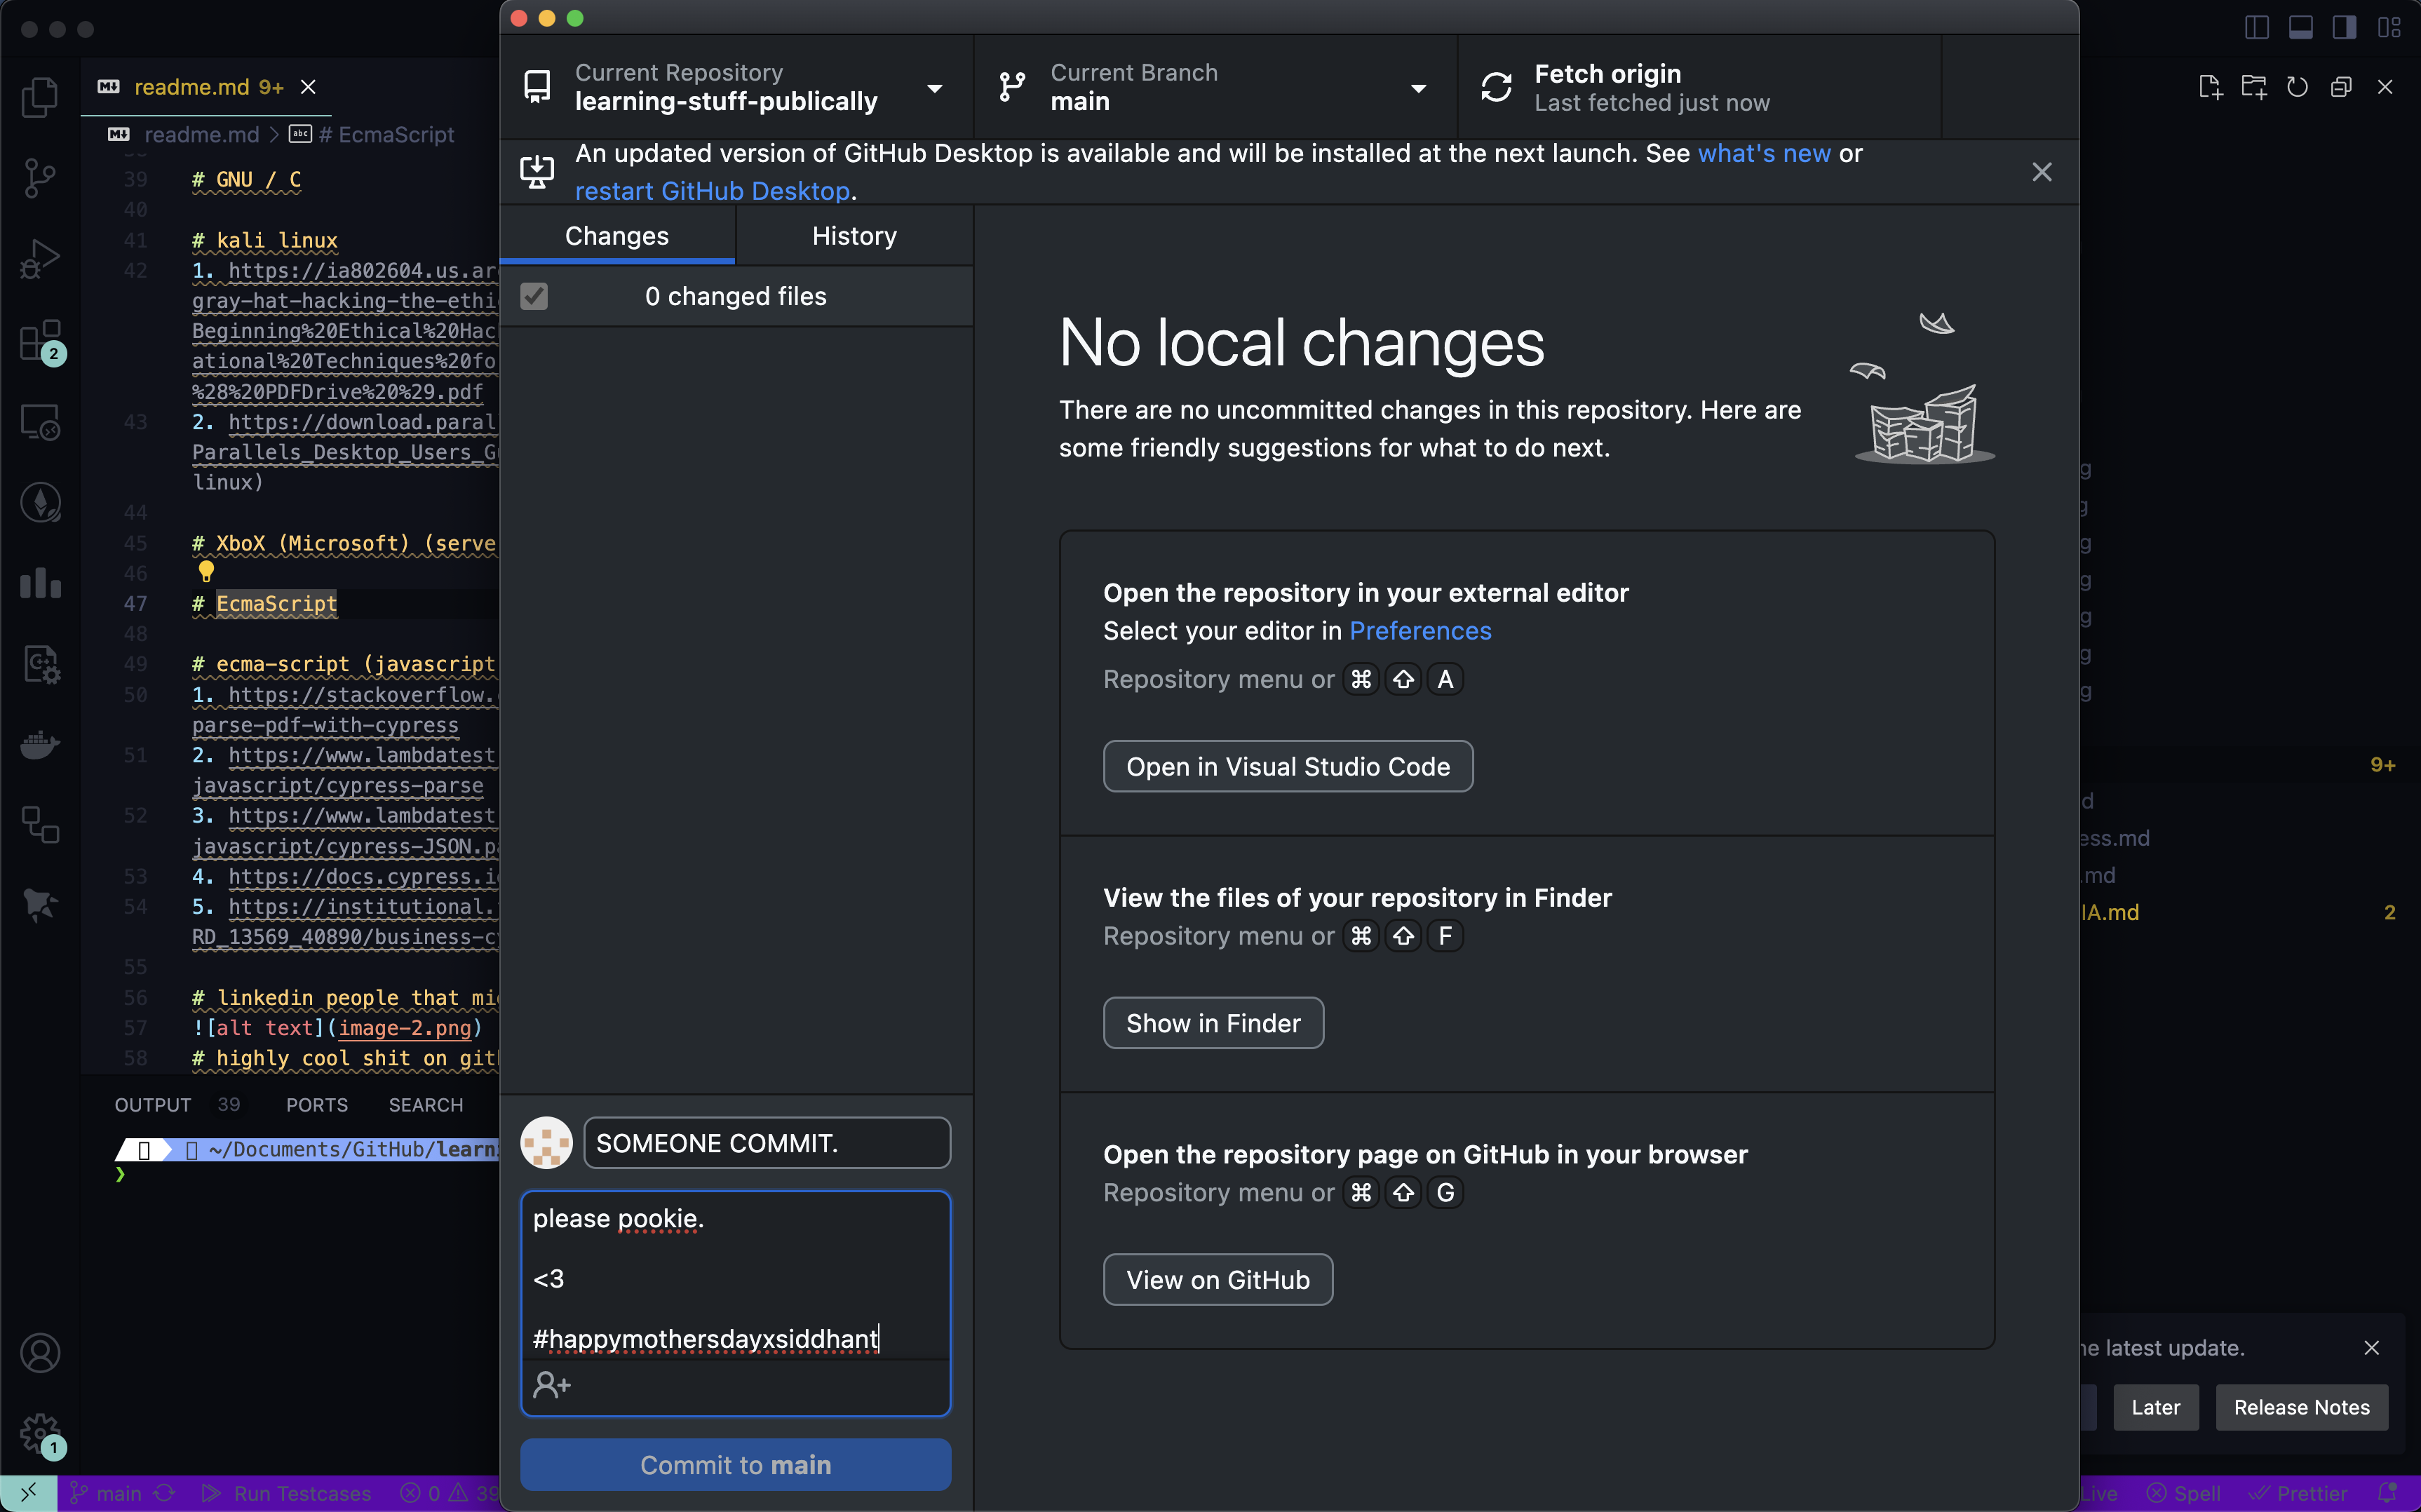 Current Repository
learning-stuff-publically
Current Branch
main
Fetch origin
Last fetched just now
readme.md 9+
readme.md > # EcmaScript
An updated version of GitHub Desktop is available and will be installed at the next launch. See what's new or
restart GitHub Desktop.
Changes
History
0 changed files
39 # GNU / C
40
41 # kali linux
42 1. https://ia802604.us.ar
gray-hat-hacking-the-ethi
Beginning%20Ethical%20Hac
ational%20Techniques%20fo
%28%20PDFDrive%20%29.pdf
43 2. https://download.paral
Parallels_Desktop_Users_Gu
linux)
44
45 # XboX (Microsoft) (serve
46
47 # EcmaScript
48
49 # ecma-script (javascript
50 1. https://stackoverflow.
parse-pdf-with-cypress
51 2. https://www.lambdatest
javascript/cypress-parse
52 3. https://www.lambdatest
javascript/cypress-JSON.pa
53 4. https://docs.cypress.i
54 5. https://institutional.
RD_13569_40890/business-c
55
56 # linkedin people that mi
57 ![alt text](image-2.png)
58 # highly cool shit on git
2
No local changes
There are no uncommitted changes in this repository. Here are
some friendly suggestions for what to do next.
Open the repository in your external editor
Select your editor in Preferences
Repository menu or ⌘ ⇧ A
Open in Visual Studio Code
View the files of your repository in Finder
Repository menu or ⌘ ⇧ F
Show in Finder
Open the repository page on GitHub in your browser
Repository menu or ⌘ ⇧ G
View on GitHub
g
g
g
g
g
g
g
9+
d
ess.md
.md
IA.md 2
OUTPUT 39 PORTS SEARCH
~/Documents/GitHub/learn
❯
SOMEONE COMMIT.
please pookie.
<3
#happymothersdayxsiddhant
Commit to main
he latest update.
Later
Release Notes
1
main
Run Testcases
0 39
Live
Spell
Prettier